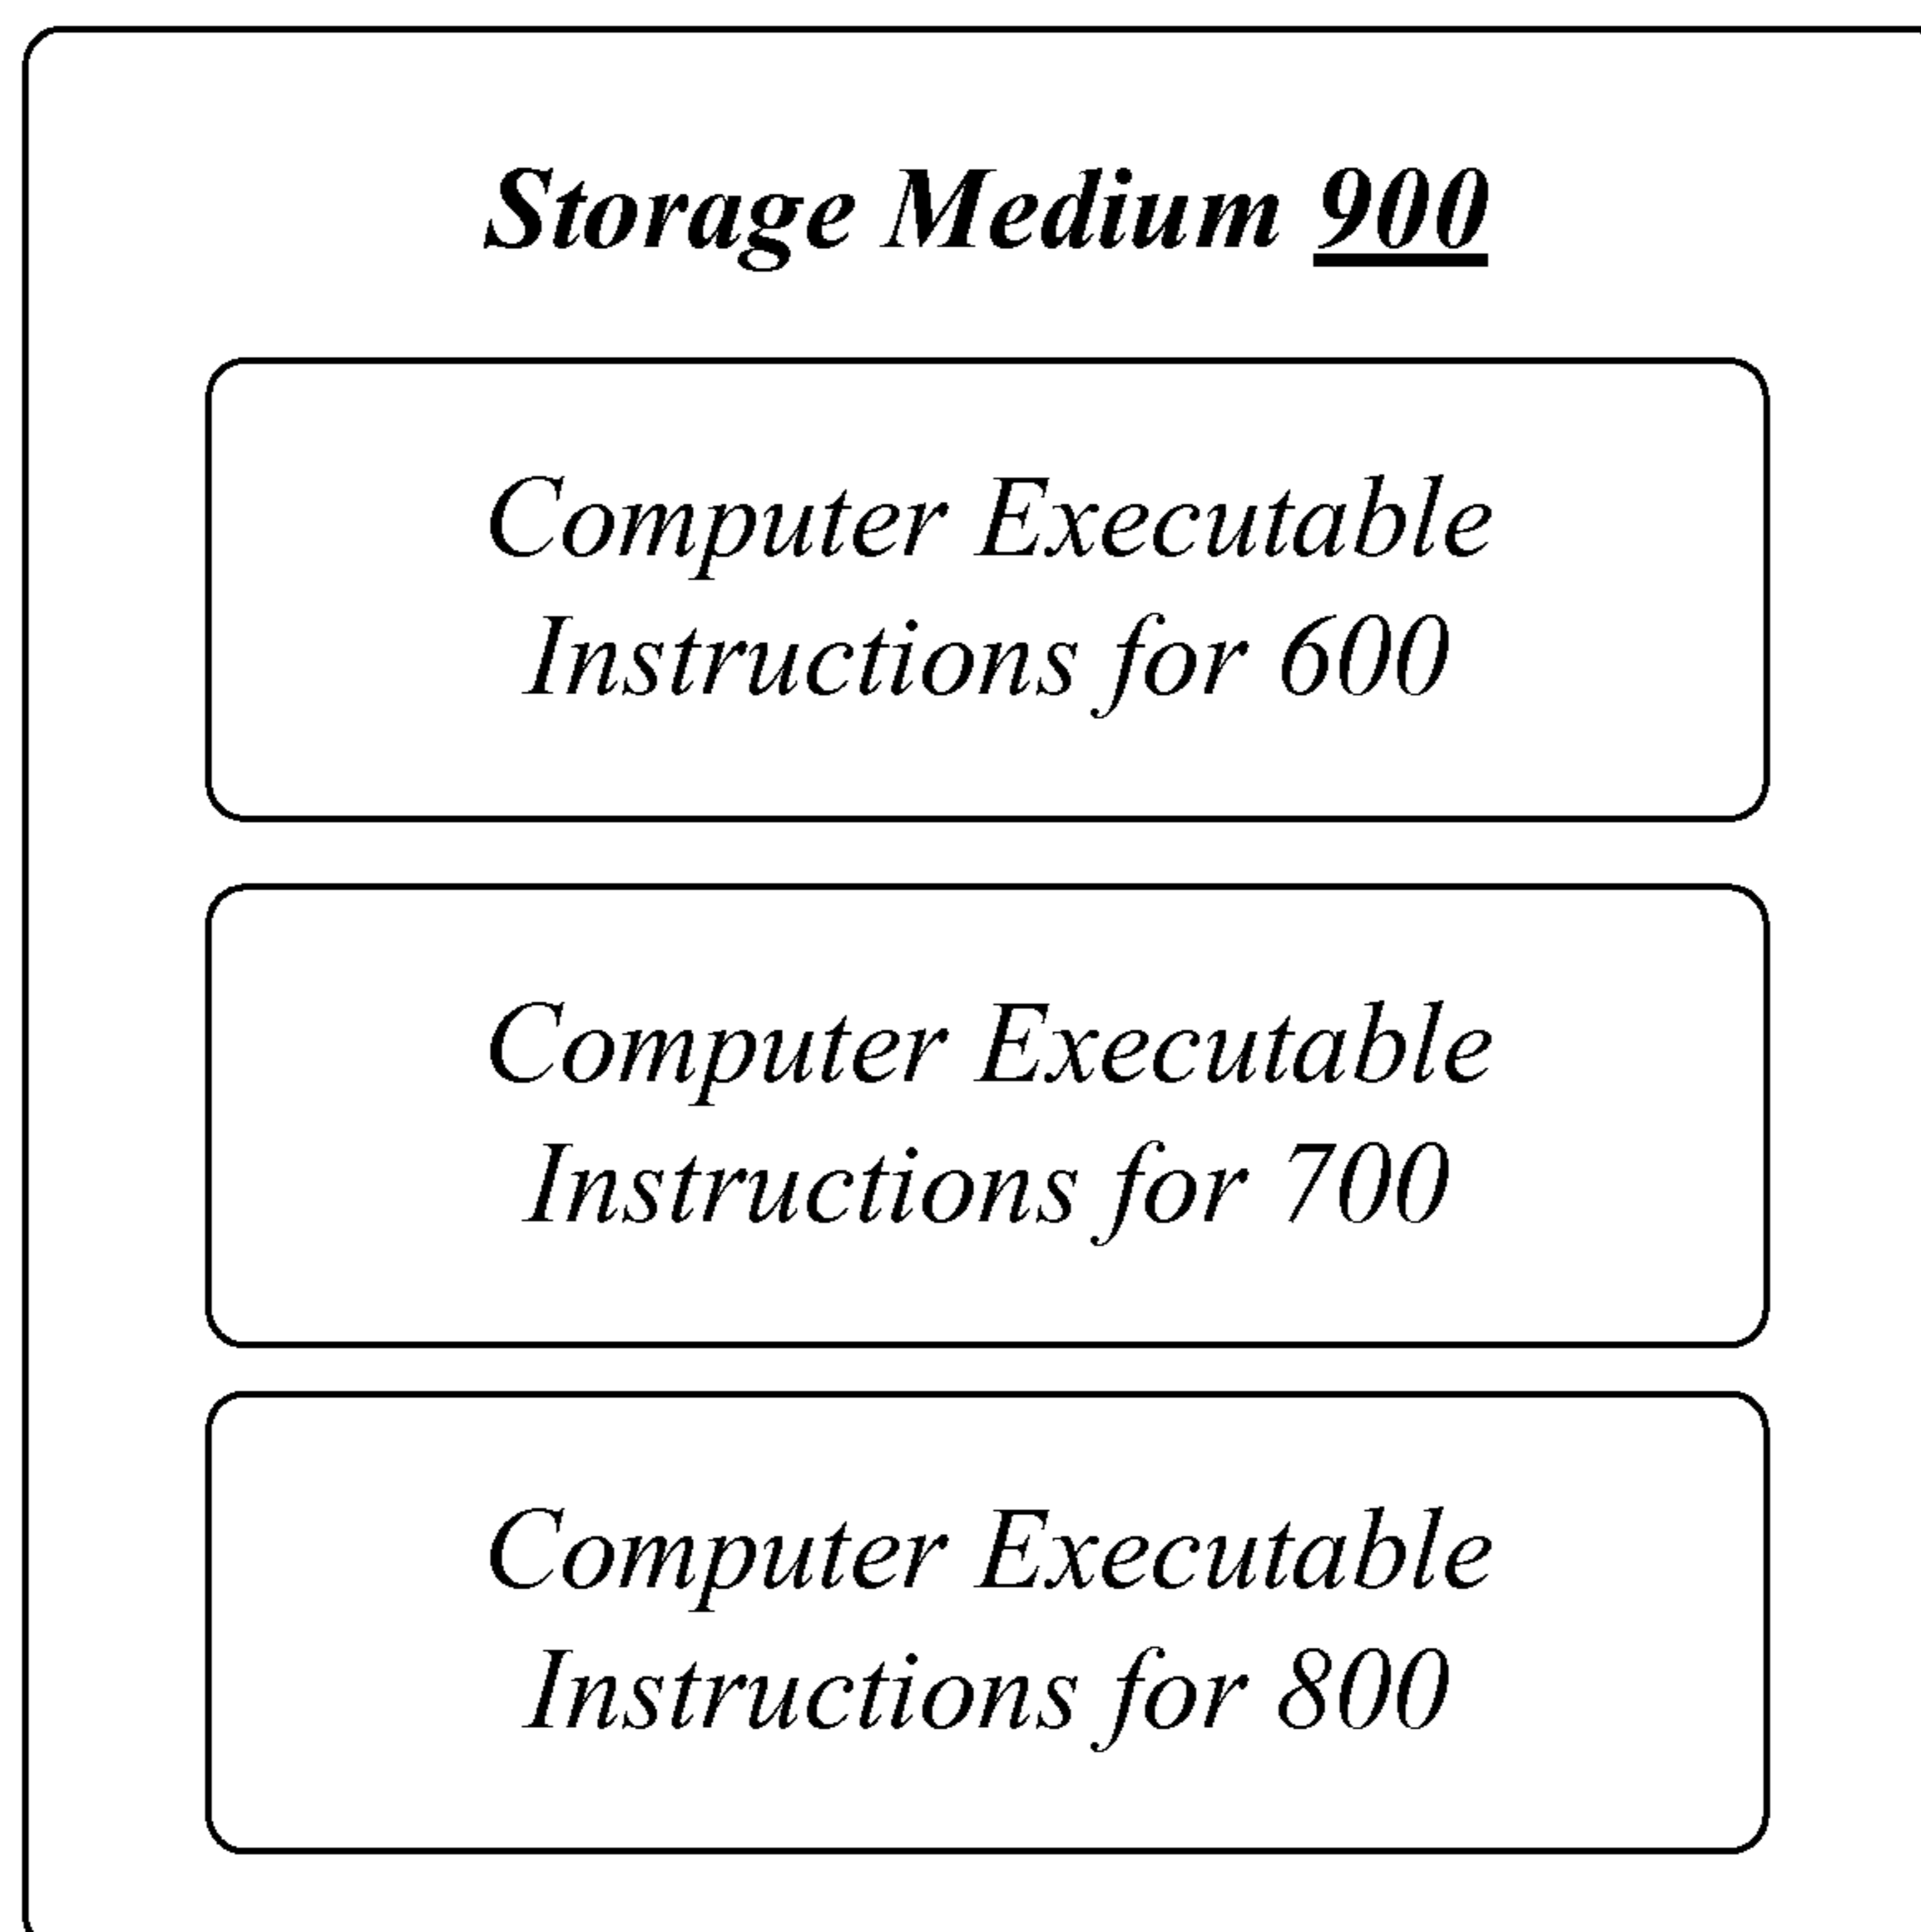 Storage Medium 900
Computer Executable
Instructions for 600
Computer Executable
Instructions for 700
Computer Executable
Instructions for 800